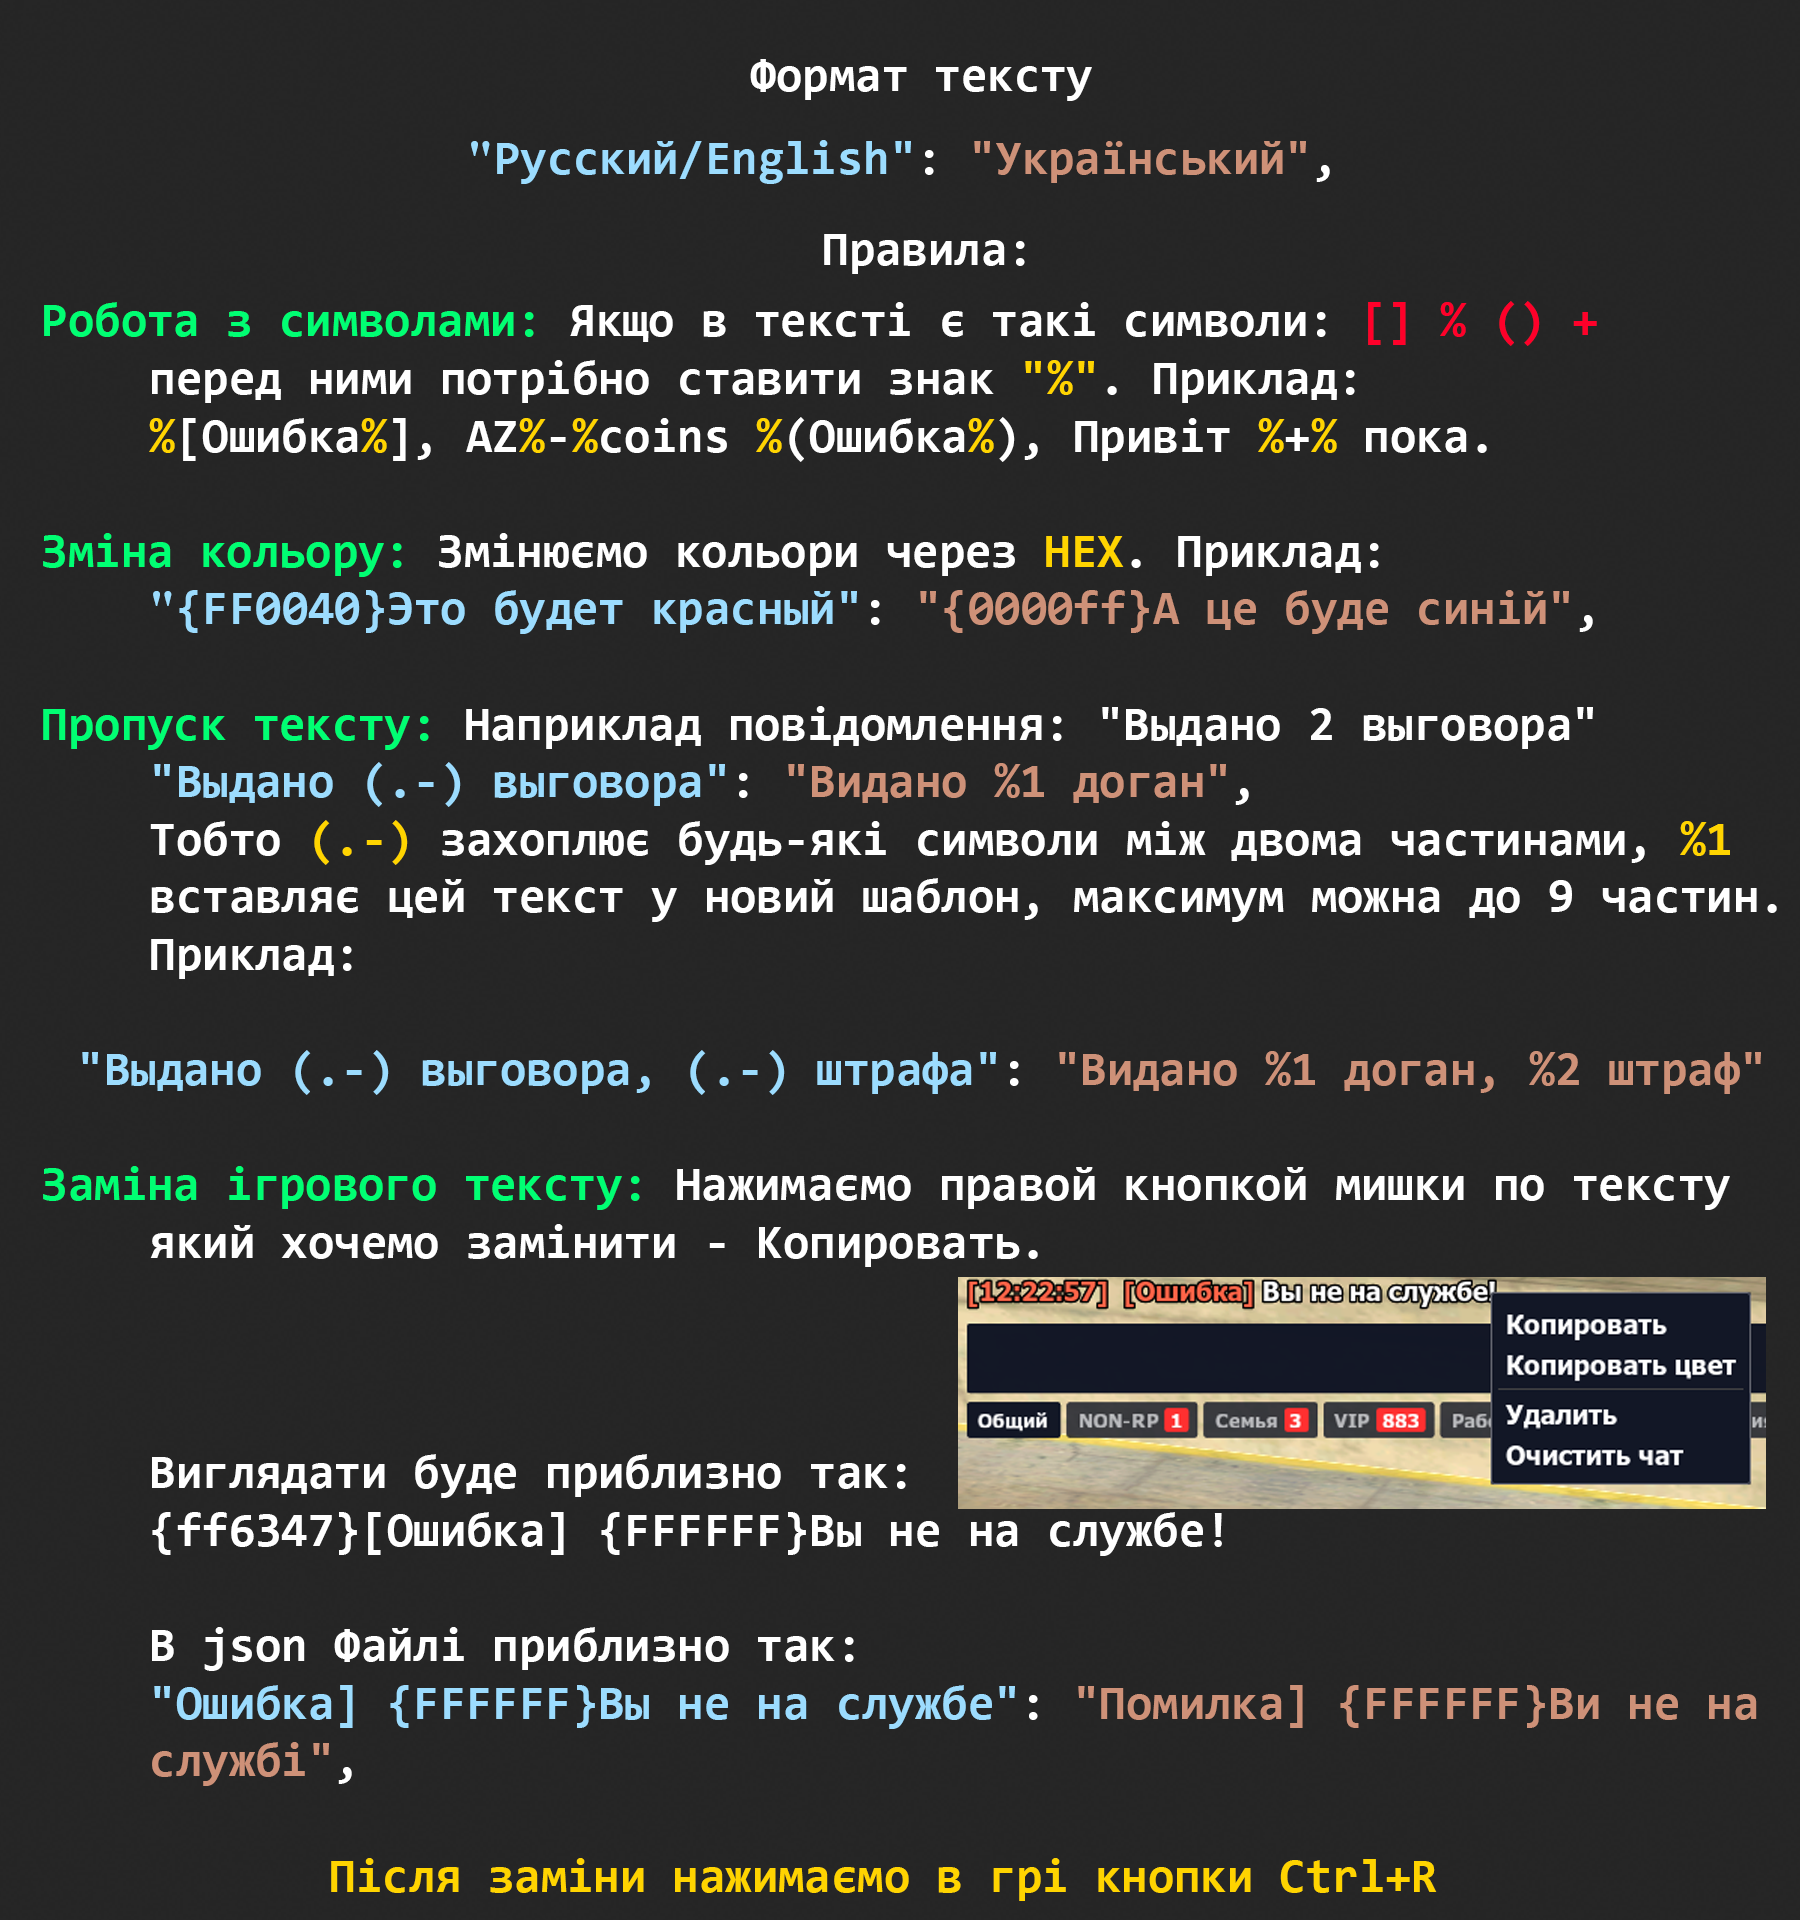 Формат тексту
"Русский/English": "Український",
Правила:
Робота з символами: Якщо в тексті є такі символи: [] % () +
перед ними потрібно ставити знак "%". Приклад:
%[Ошибка%], AZ%-%coins %(Ошибка%), Привіт %+% пока.
Зміна кольору: Змінюємо кольори через HEX. Приклад:
"{FF0040}Это будет красный": "{0000ff}А це буде синій",
Пропуск тексту: Наприклад повідомлення: "Выдано 2 выговора"
"Выдано (.-) выговора": "Видано %1 доган",
Тобто (.-) захоплює будь-які символи між двома частинами, %1
вставляє цей текст у новий шаблон, максимум можна до 9 частин.
Приклад:
"Выдано (.-) выговора, (.-) штрафа": "Видано %1 доган, %2 штраф"
Заміна ігрового тексту: Нажимаємо правой кнопкой мишки по тексту
який хочемо замінити - Копировать.
[12:22:57] [Ошибка] Вы не на службе!
Копировать
Копировать цвет
Удалить
Очистить чат
Общий NON-RP 1 Семья 3 VIP 883
Виглядати буде приблизно так:
{ff6347}[Ошибка] {FFFFFF}Вы не на службе!
В json Файлі приблизно так:
"Ошибка] {FFFFFF}Вы не на службе": "Помилка] {FFFFFF}Ви не на
службі",
Після заміни нажимаємо в грі кнопки Ctrl+R